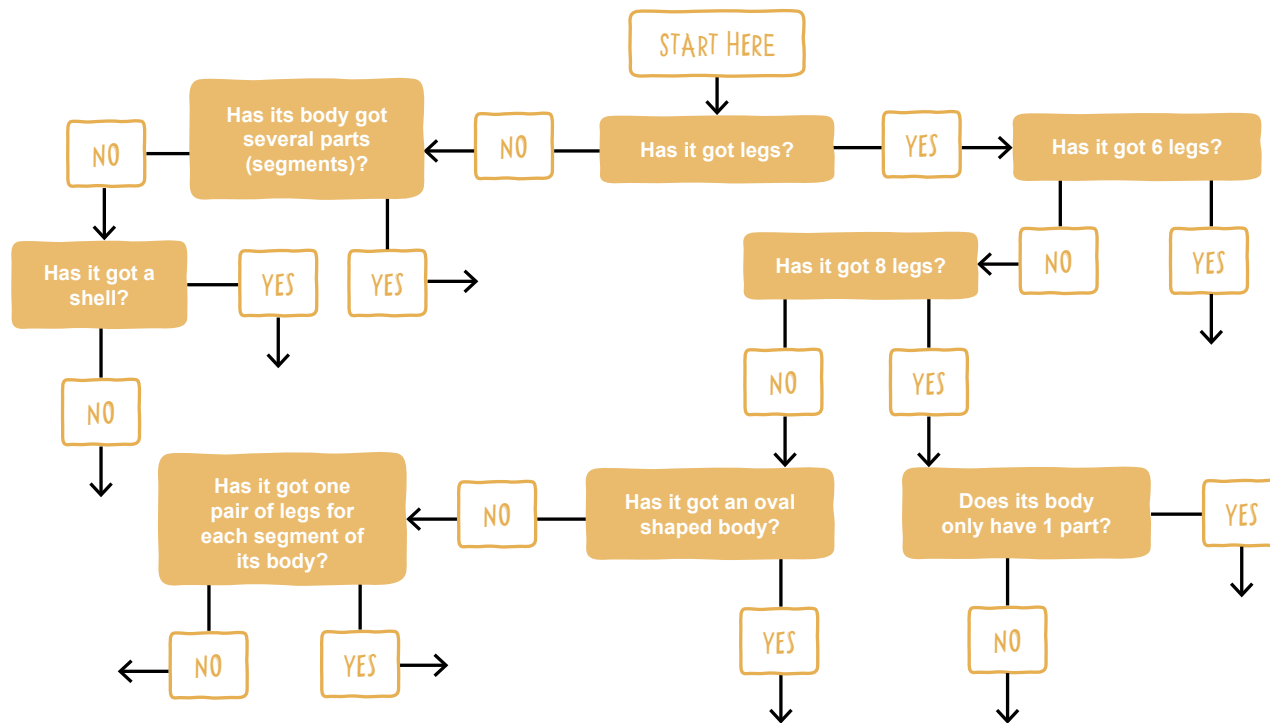 START HERE
Has its body got
several parts
(segments)?
NO
NO
Has it got legs?
YES
Has it got 6 legs?
Has it got a
shell?
YES
YES
Has it got 8 legs?
NO
YES
NO
NO
YES
Has it got one
pair of legs for
each segment of
its body?
NO
Has it got an oval
shaped body?
Does its body
only have 1 part?
YES
NO
YES
YES
NO